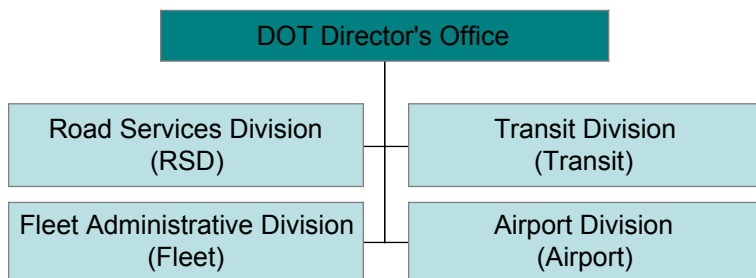 DOT Director's Office
Road Services Division
(RSD)
Transit Division
(Transit)
Fleet Administrative Division
(Fleet)
Airport Division
(Airport)